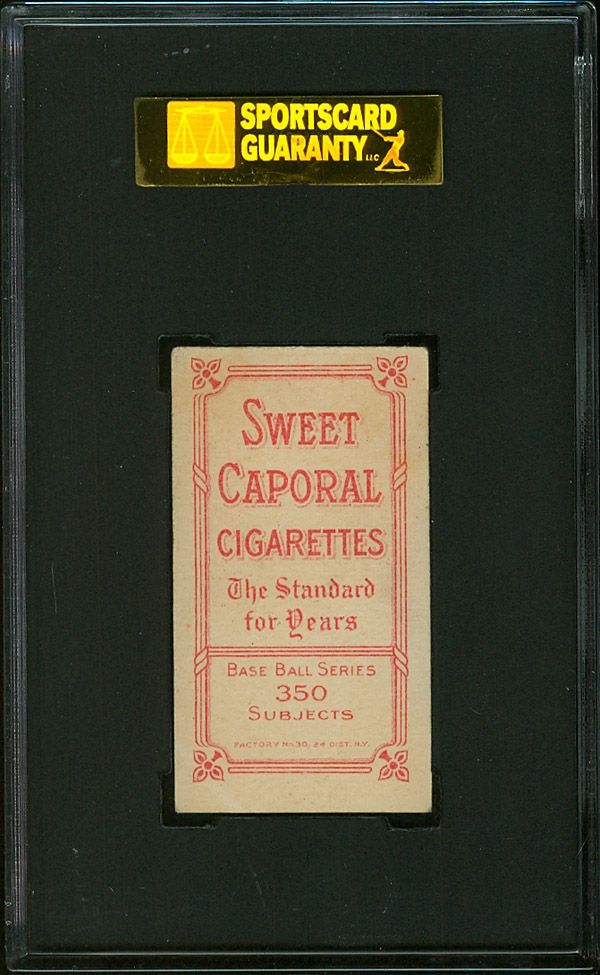 SPORTSCARD
GUARANTY LLC
SWEET
CAPORAL
CIGARETTES
The Standard
for Years
BASE BALL SERIES
350
SUBJECTS
FACTORY No 30, 24 DIST. N.Y.